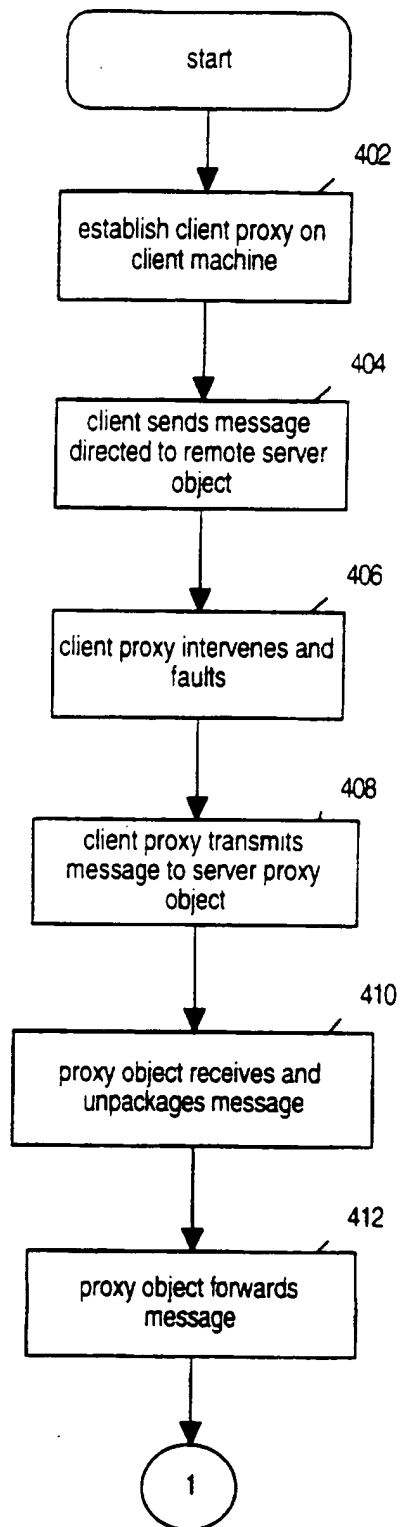 start
402
establish client proxy on
client machine
404
client sends message
directed to remote server
object
406
client proxy intervenes and
faults
408
client proxy transmits
message to server proxy
object
410
proxy object receives and
unpackages message
412
proxy object forwards
message
1